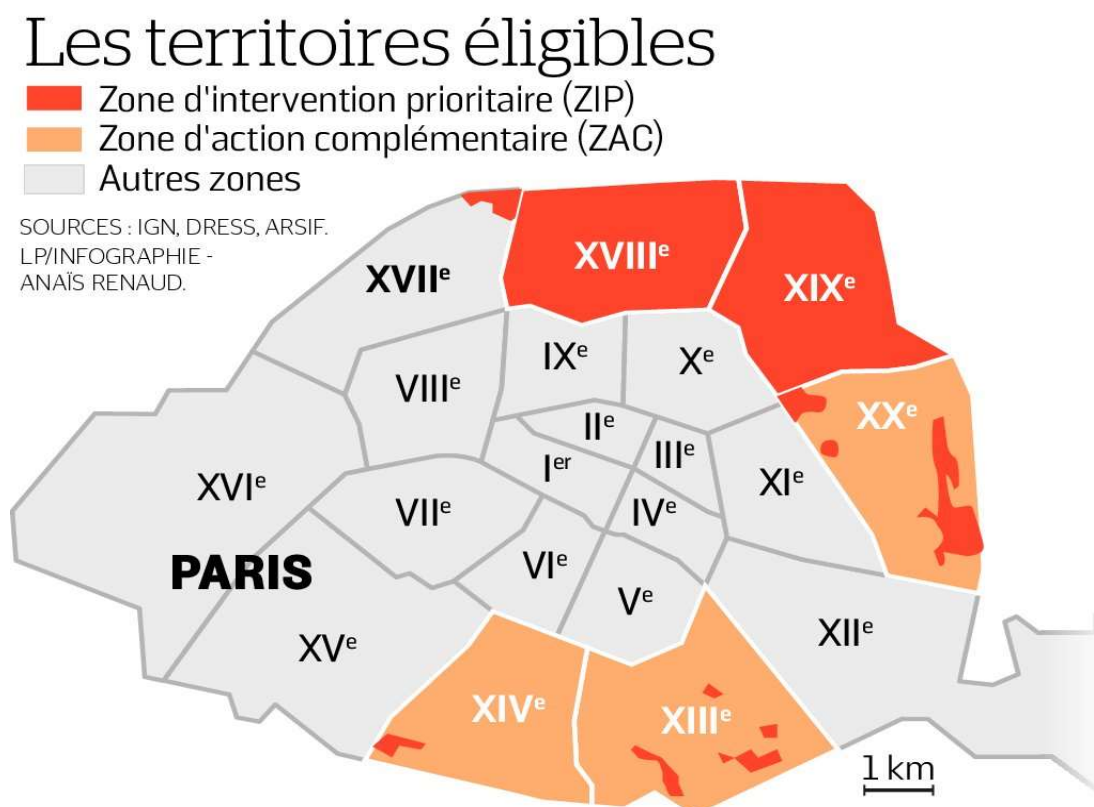 Les territoires éligibles
Zone d'intervention prioritaire (ZIP)
Zone d'action complémentaire (ZAC)
Autres zones
SOURCES : IGN, DRESS, ARSIF.
LP/INFOGRAPHIE -
ANAÏS RENAUD.
XVIIIe
XVIIe
XIXe
IXe
Xe
VIIIe
XXe
IIe
Ier
IIIe
XVIe
XIe
VIIe
IVe
PARIS
VIe
Ve
XVe
XIIe
XIVe
XIIIe
1 km